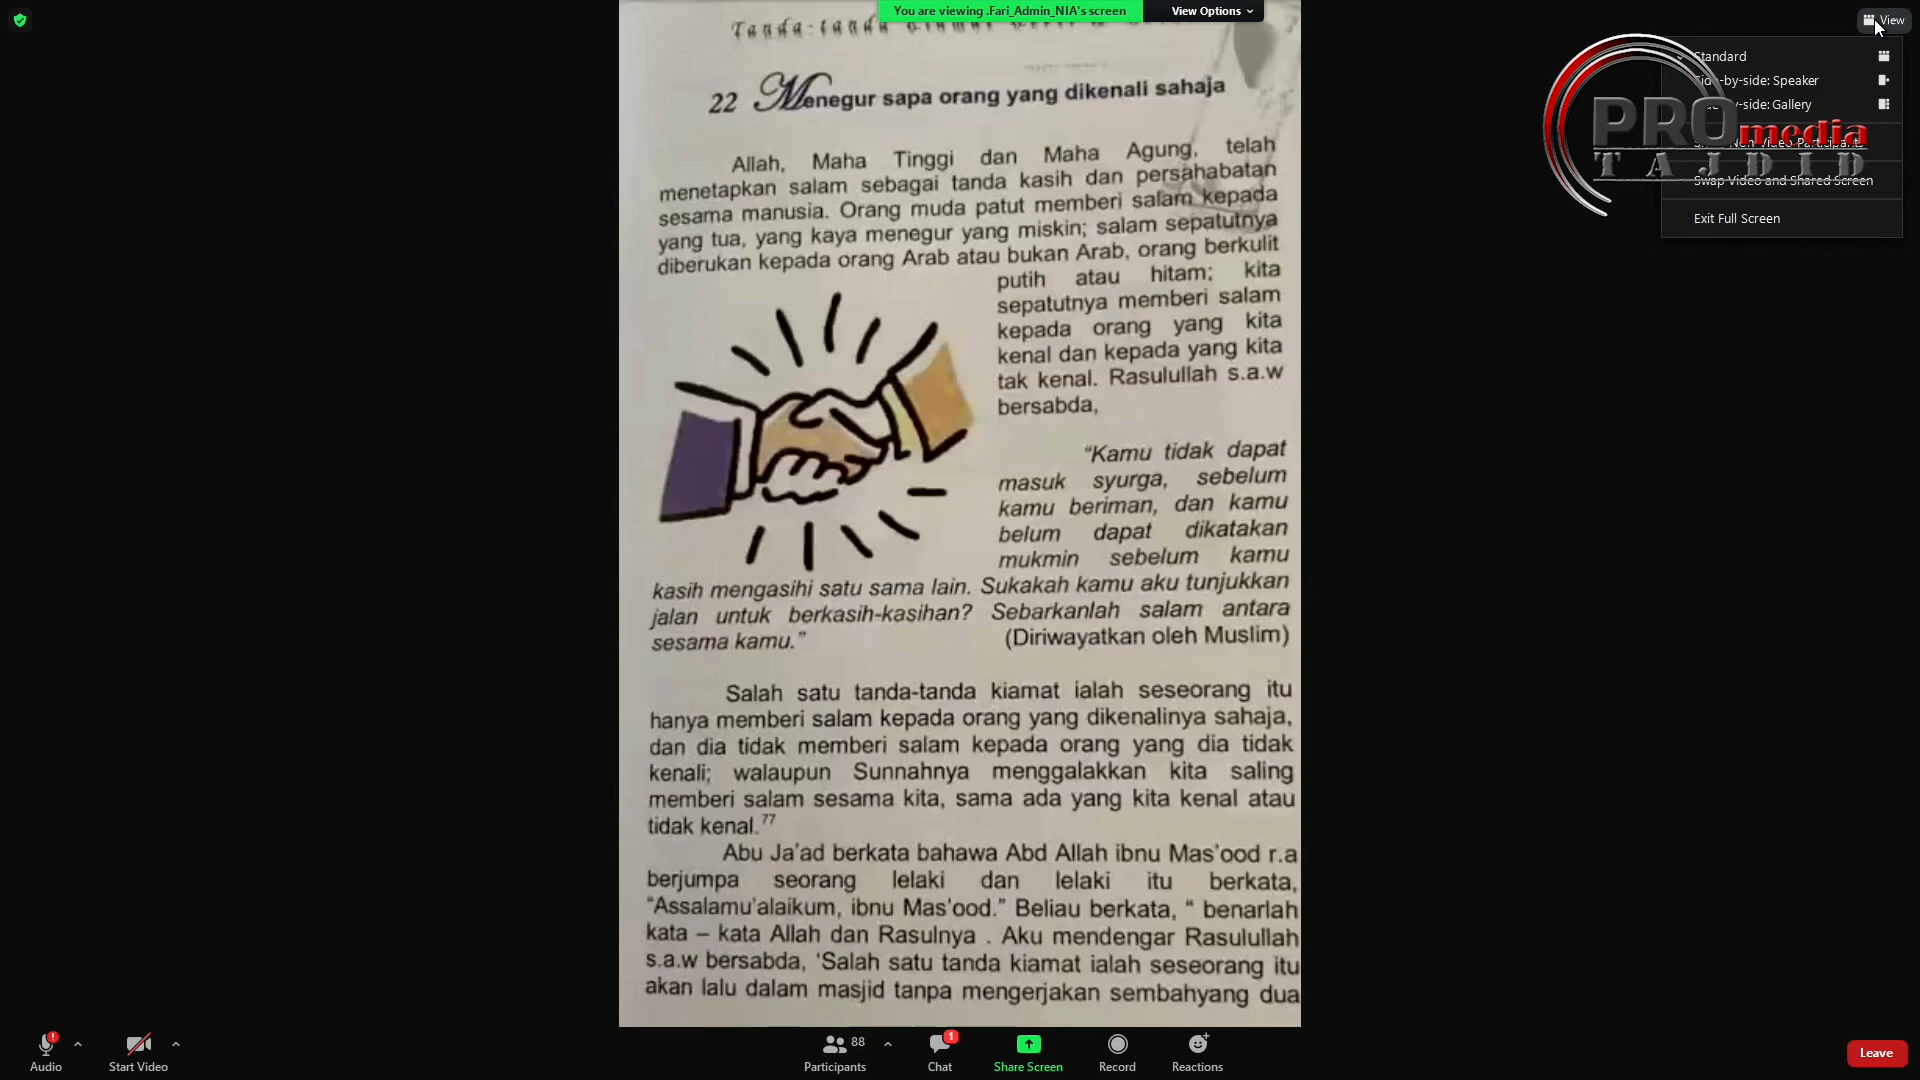 You are viewing .Fari_Admin_NIA's screen
View Options
View
Tanda-tanda
22 Menegur sapa orang yang dikenali sahaja
Allah, Maha Tinggi dan Maha Agung, telah
menetapkan salam sebagai tanda kasih dan persahabatan
sesama manusia. Orang muda patut memberi salam kepada
yang tua, yang kaya menegur yang miskin; salam sepatutnya
diberukan kepada orang Arab atau bukan Arab, orang berkulit
putih atau hitam; kita
sepatutnya memberi salam
kepada orang yang kita
kenal dan kepada yang kita
tak kenal. Rasulullah s.a.w
bersabda,
“Kamu tidak dapat
masuk syurga, sebelum
kamu beriman, dan kamu
belum dapat dikatakan
mukmin sebelum kamu
kasih mengasihi satu sama lain. Sukakah kamu aku tunjukkan
jalan untuk berkasih-kasihan? Sebarkanlah salam antara
sesama kamu.” (Diriwayatkan oleh Muslim)
Salah satu tanda-tanda kiamat ialah seseorang itu
hanya memberi salam kepada orang yang dikenalinya sahaja,
dan dia tidak memberi salam kepada orang yang dia tidak
kenali; walaupun Sunnahnya menggalakkan kita saling
memberi salam sesama kita, sama ada yang kita kenal atau
tidak kenal.77
Abu Ja’ad berkata bahawa Abd Allah ibnu Mas’ood r.a
berjumpa seorang lelaki dan lelaki itu berkata,
“Assalamu’alaikum, ibnu Mas’ood.” Beliau berkata, “ benarlah
kata – kata Allah dan Rasulnya . Aku mendengar Rasulullah
s.a.w bersabda, ‘Salah satu tanda kiamat ialah seseorang itu
akan lalu dalam masjid tanpa mengerjakan sembahyang dua
Standard
Side-by-side: Speaker
-by-side: Gallery
PROmedia
TAJDID
Non-Video Participants
Swap Video and Shared Screen
Exit Full Screen
Audio
Start Video
88
Participants
1
Chat
Share Screen
Record
Reactions
Leave